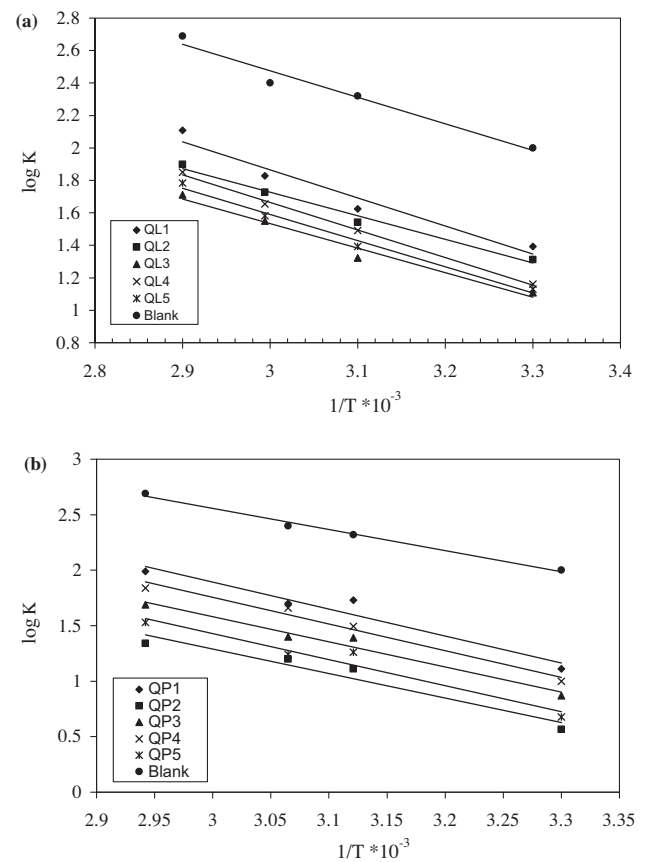 (a)
2.8
2.6
2.4
2.2
2
1.8
1.6
1.4
1.2
1
0.8
log K
QL1
QL2
QL3
QL4
QL5
Blank
2.8 2.9 3 3.1 3.2 3.3 3.4
1/T *10⁻³
(b)
3
2.5
2
1.5
1
0.5
0
log K
QP1
QP2
QP3
QP4
QP5
Blank
2.9 2.95 3 3.05 3.1 3.15 3.2 3.25 3.3 3.35
1/T *10⁻³